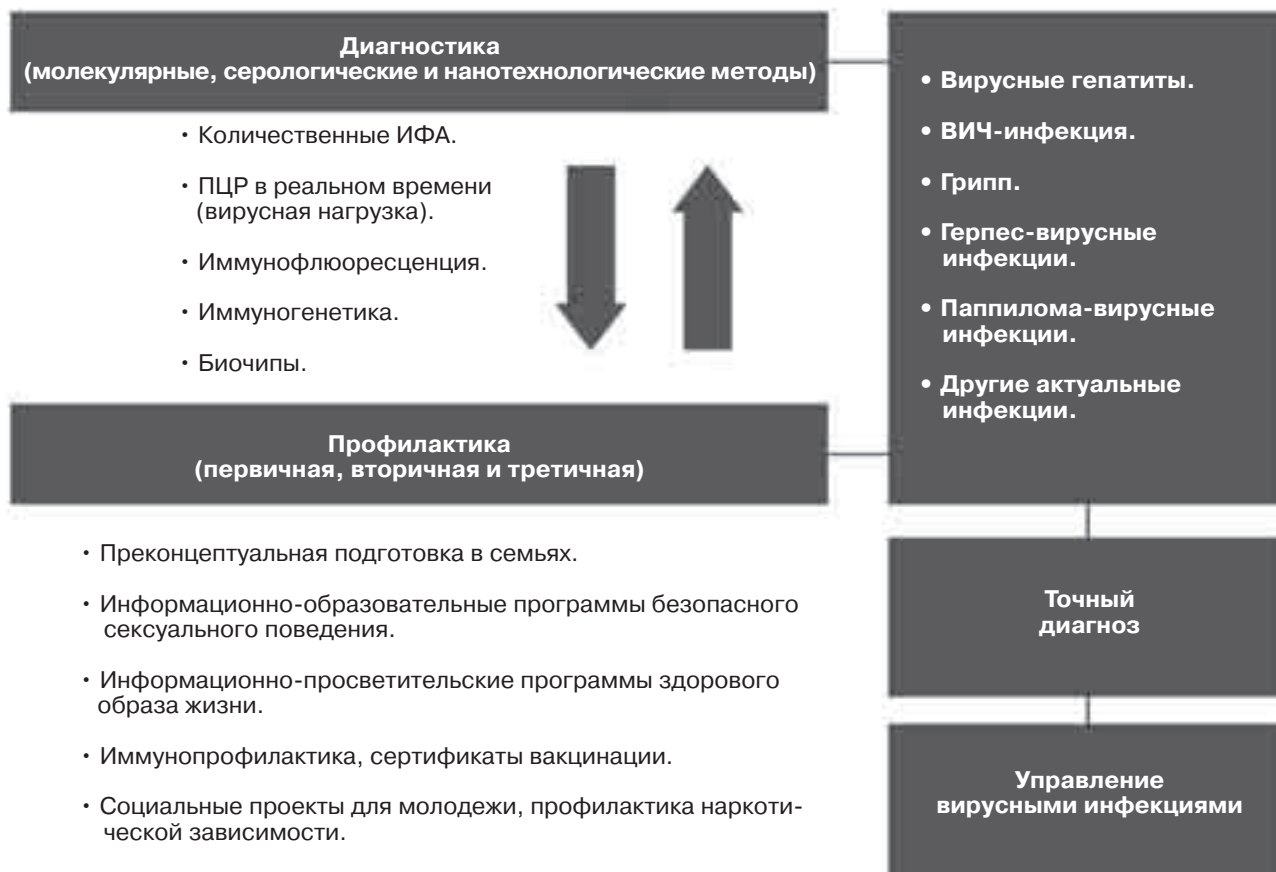 Диагностика
(молекулярные, серологические и нанотехнологические методы)
• Количественные ИФА.
• ПЦР в реальном времени
(вирусная нагрузка).
• Иммунофлюоресценция.
• Иммуногенетика.
• Биочипы.
Профилактика
(первичная, вторичная и третичная)
• Преконцептуальная подготовка в семьях.
• Информационно-образовательные программы безопасного
сексуального поведения.
• Информационно-просветительские программы здорового
образа жизни.
• Иммунопрофилактика, сертификаты вакцинации.
• Социальные проекты для молодежи, профилактика наркоти-
ческой зависимости.
• Вирусные гепатиты.
• ВИЧ-инфекция.
• Грипп.
• Герпес-вирусные
инфекции.
• Паппилома-вирусные
инфекции.
• Другие актуальные
инфекции.
Точный
диагноз
Управление
вирусными инфекциями